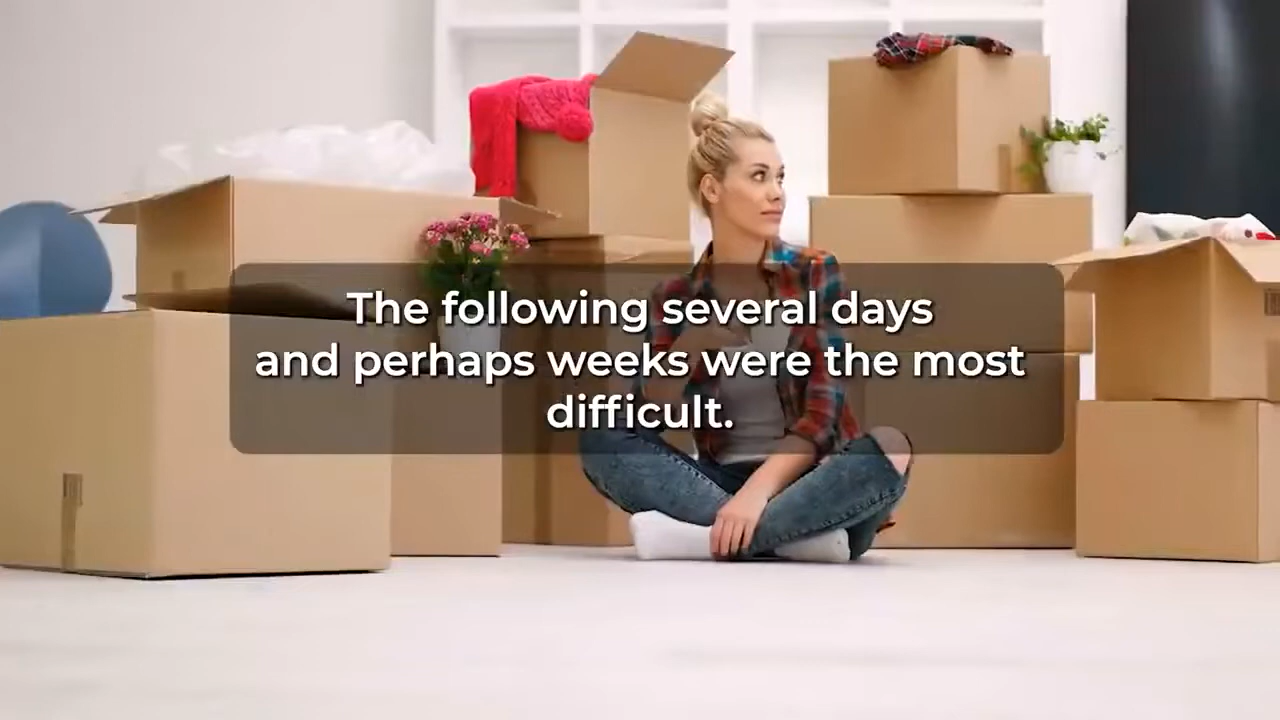 The following several days
and perhaps weeks were the most
difficult.